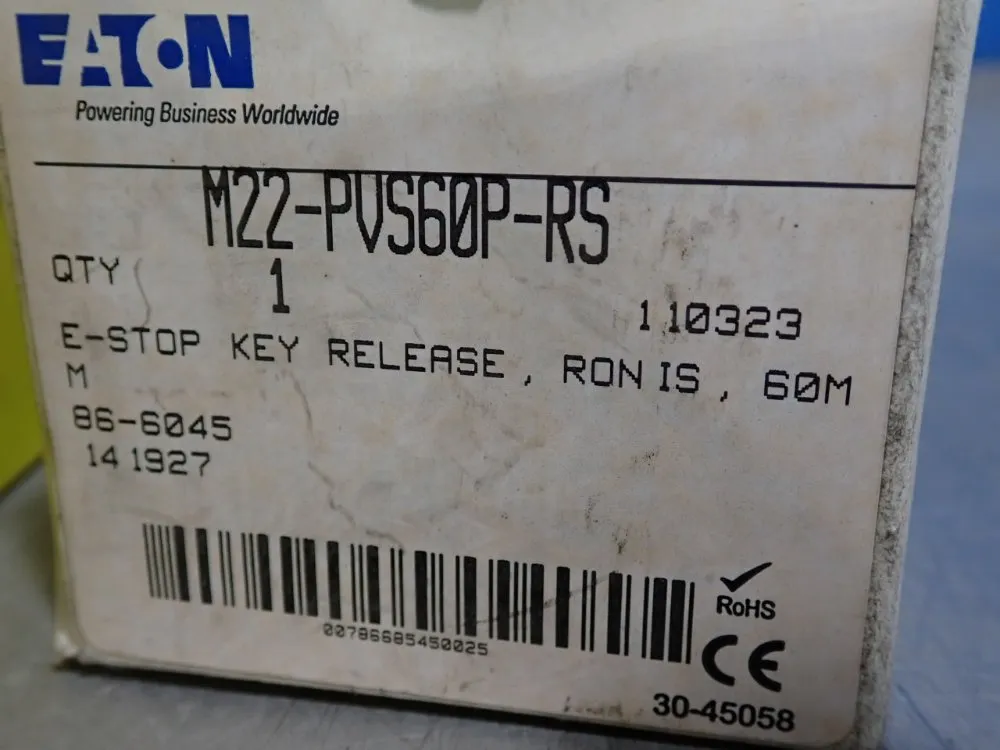 EATON
Powering Business Worldwide
M22-PVS60P-RS
QTY 1 110323
E-STOP KEY RELEASE, RONIS, 60M
M
86-6045
141927
00786685450025
RoHS
CE
30-45058